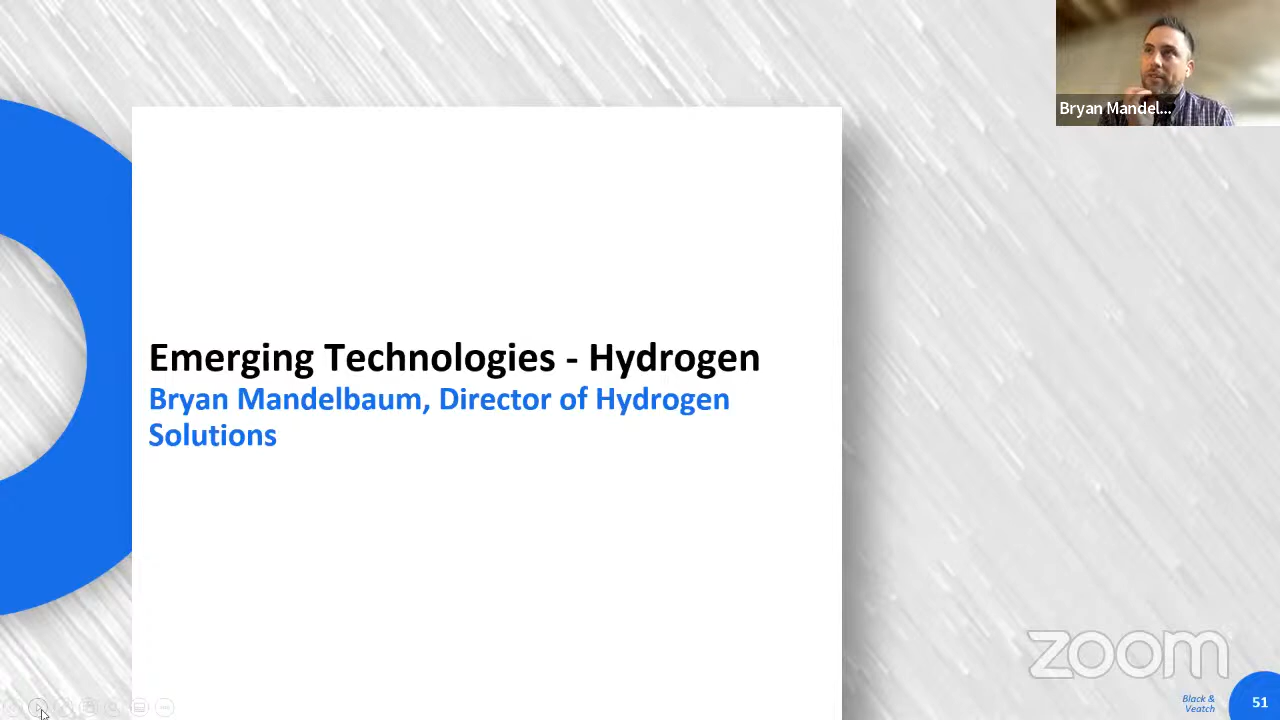 Bryan Mandel...
Emerging Technologies - Hydrogen
Bryan Mandelbaum, Director of Hydrogen
Solutions
zoom
Black &
Veatch
51